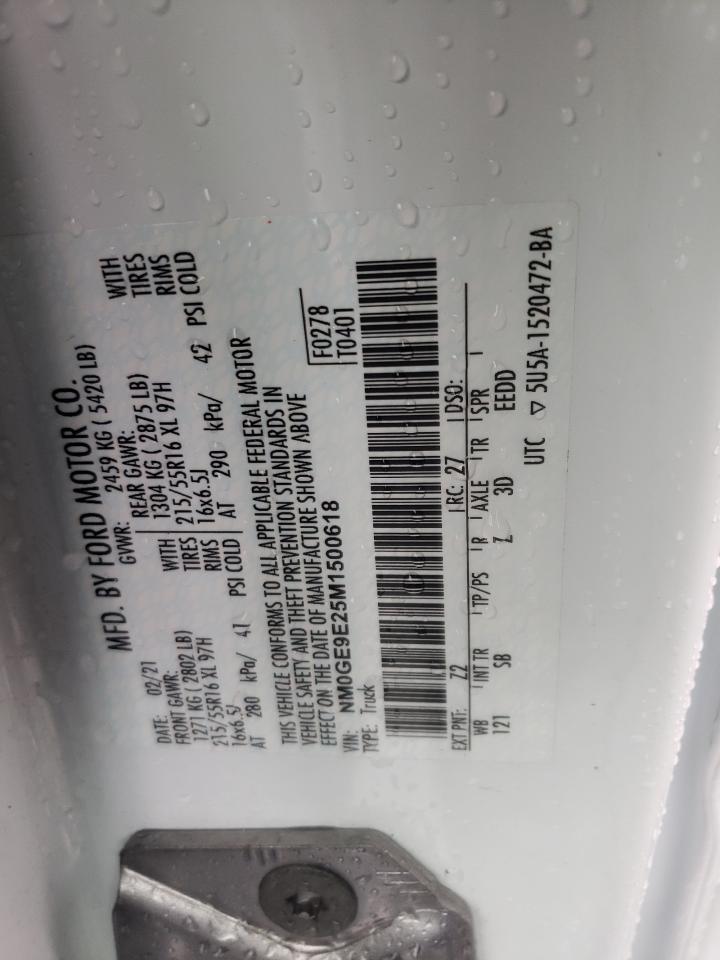 MFD. BY FORD MOTOR CO.
DATE: 02/21 GVWR: 2459 KG ( 5420 LB)
FRONT GAWR: REAR GAWR:
1271 KG ( 2802 LB) WITH 1304 KG ( 2875 LB) WITH
215/55R16 XL 97H TIRES 215/55R16 XL 97H TIRES
16x6.5J RIMS 16x6.5J RIMS
AT 280 kPa/ 41 PSI COLD AT 290 kPa/ 42 PSI COLD
THIS VEHICLE CONFORMS TO ALL APPLICABLE FEDERAL MOTOR
VEHICLE SAFETY AND THEFT PREVENTION STANDARDS IN
EFFECT ON THE DATE OF MANUFACTURE SHOWN ABOVE
VIN: NM0GE9E25M1500618 F0278
TYPE: Truck T0401
EXT PNT: Z2 RC: 27 DSO:
WB INT TR TP/PS R AXLE TR SPR
121 SB Z 3D EEDD
UTC ▽ 5U5A-1520472-BA